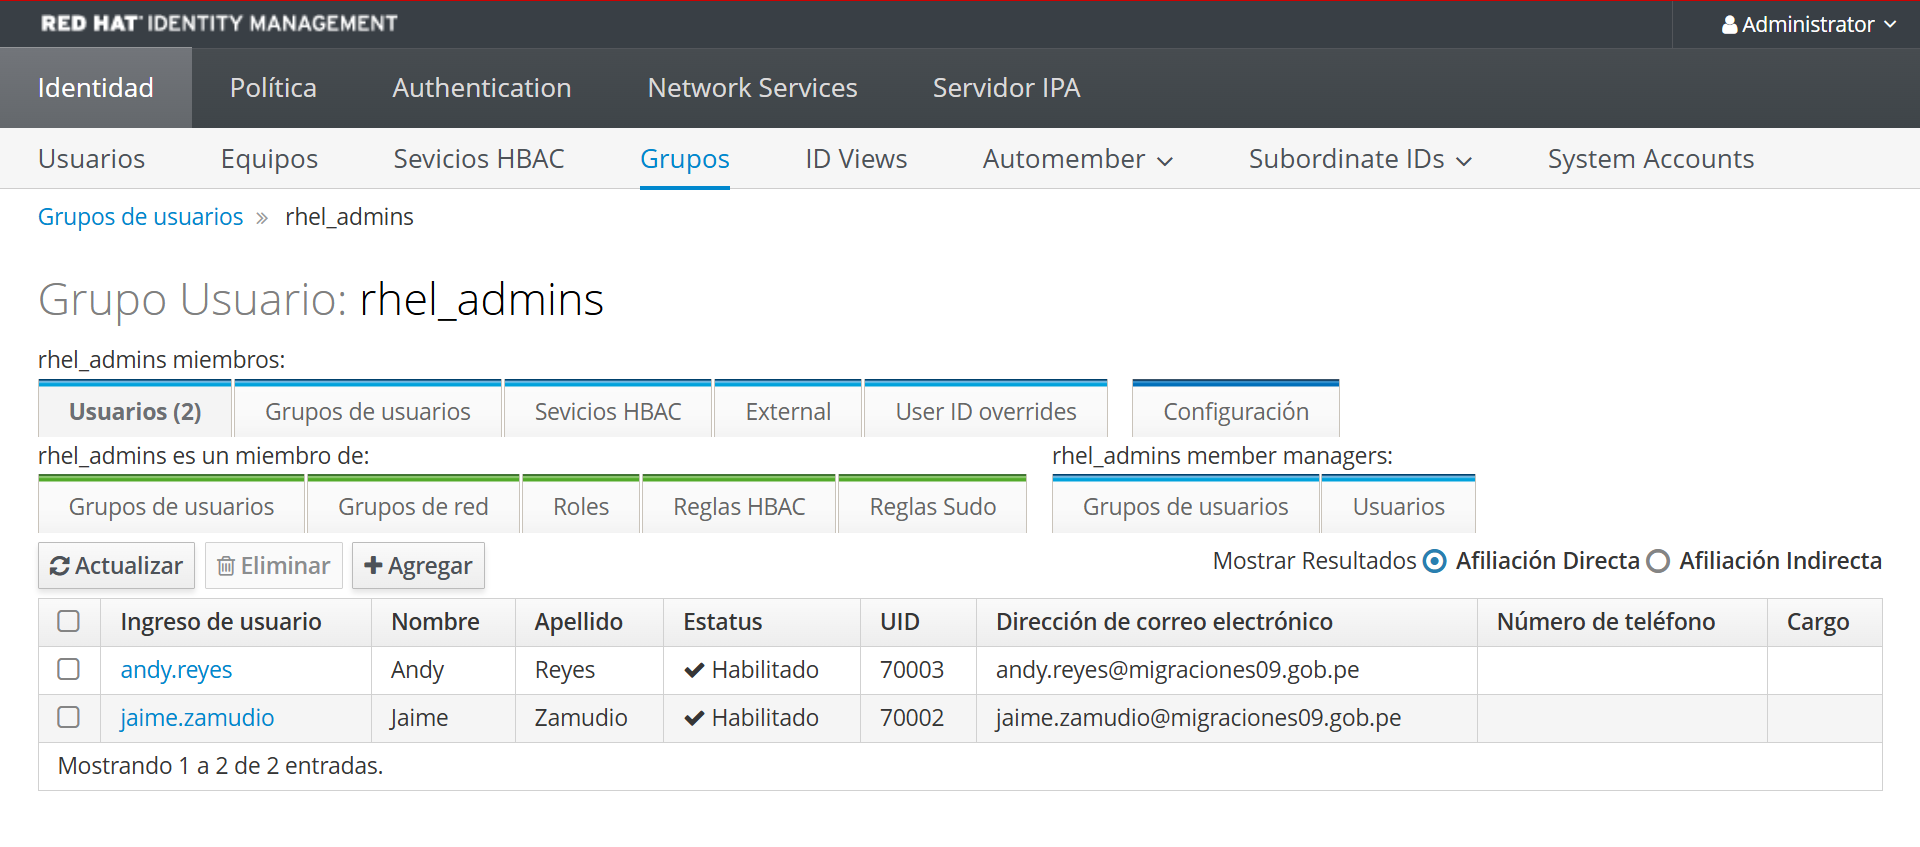 RED HAT IDENTITY MANAGEMENT
Administrator
Identidad Política Authentication Network Services Servidor IPA
Usuarios Equipos Sevicios HBAC Grupos ID Views Automember Subordinate IDs System Accounts
Grupos de usuarios » rhel_admins
Grupo Usuario: rhel_admins
rhel_admins miembros:
Usuarios (2) Grupos de usuarios Sevicios HBAC External User ID overrides Configuración
rhel_admins es un miembro de: rhel_admins member managers:
Grupos de usuarios Grupos de red Roles Reglas HBAC Reglas Sudo Grupos de usuarios Usuarios
Actualizar Eliminar Agregar Mostrar Resultados Afiliación Directa Afiliación Indirecta
Ingreso de usuario Nombre Apellido Estatus UID Dirección de correo electrónico Número de teléfono Cargo
andy.reyes Andy Reyes Habilitado 70003 andy.reyes@migraciones09.gob.pe
jaime.zamudio Jaime Zamudio Habilitado 70002 jaime.zamudio@migraciones09.gob.pe
Mostrando 1 a 2 de 2 entradas.